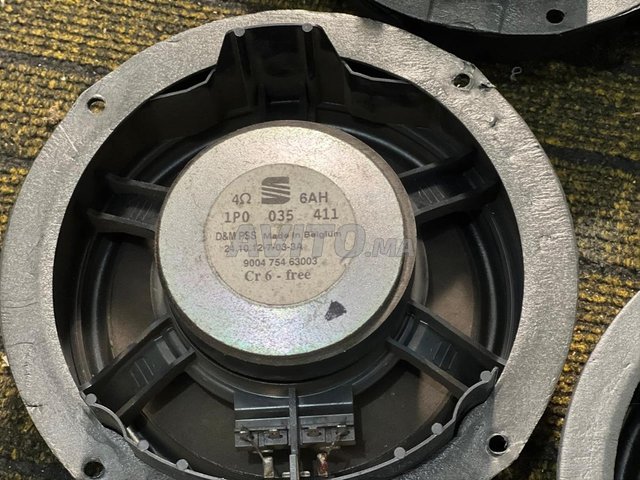 4Ω 6AH
1P0 035 411
D&M PSS Made in Belgium
9004 754 63003
Cr 6 - free